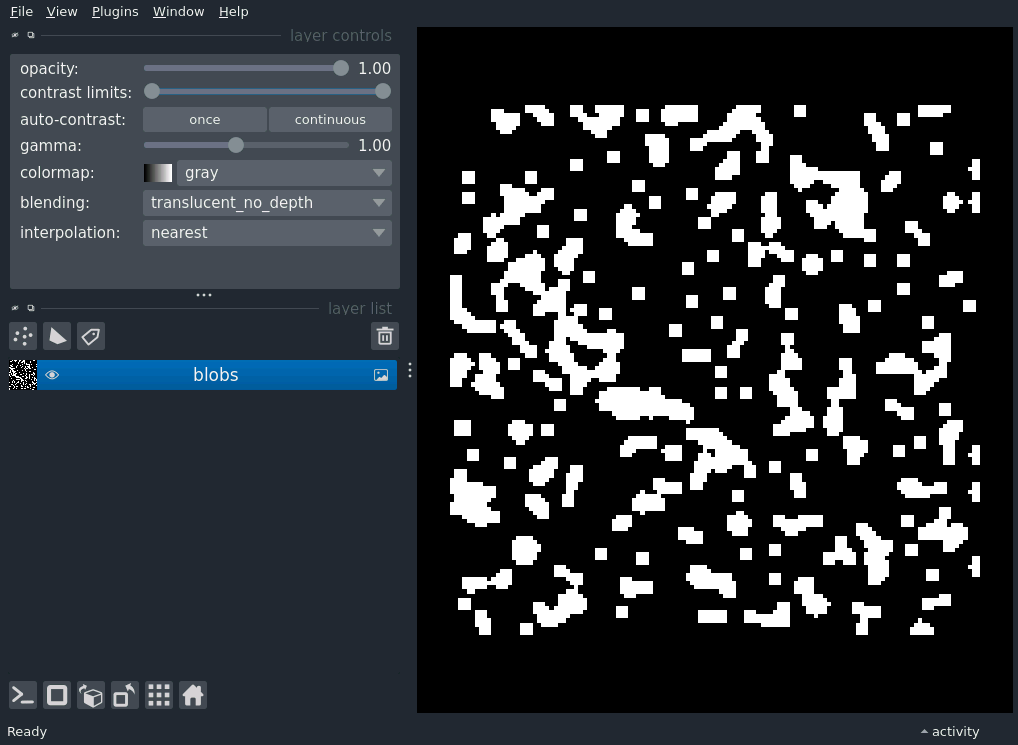 File View Plugins Window Help
layer controls
opacity: 1.00
contrast limits:
auto-contrast: once continuous
gamma: 1.00
colormap: gray
blending: translucent_no_depth
interpolation: nearest
layer list
blobs
Ready
activity